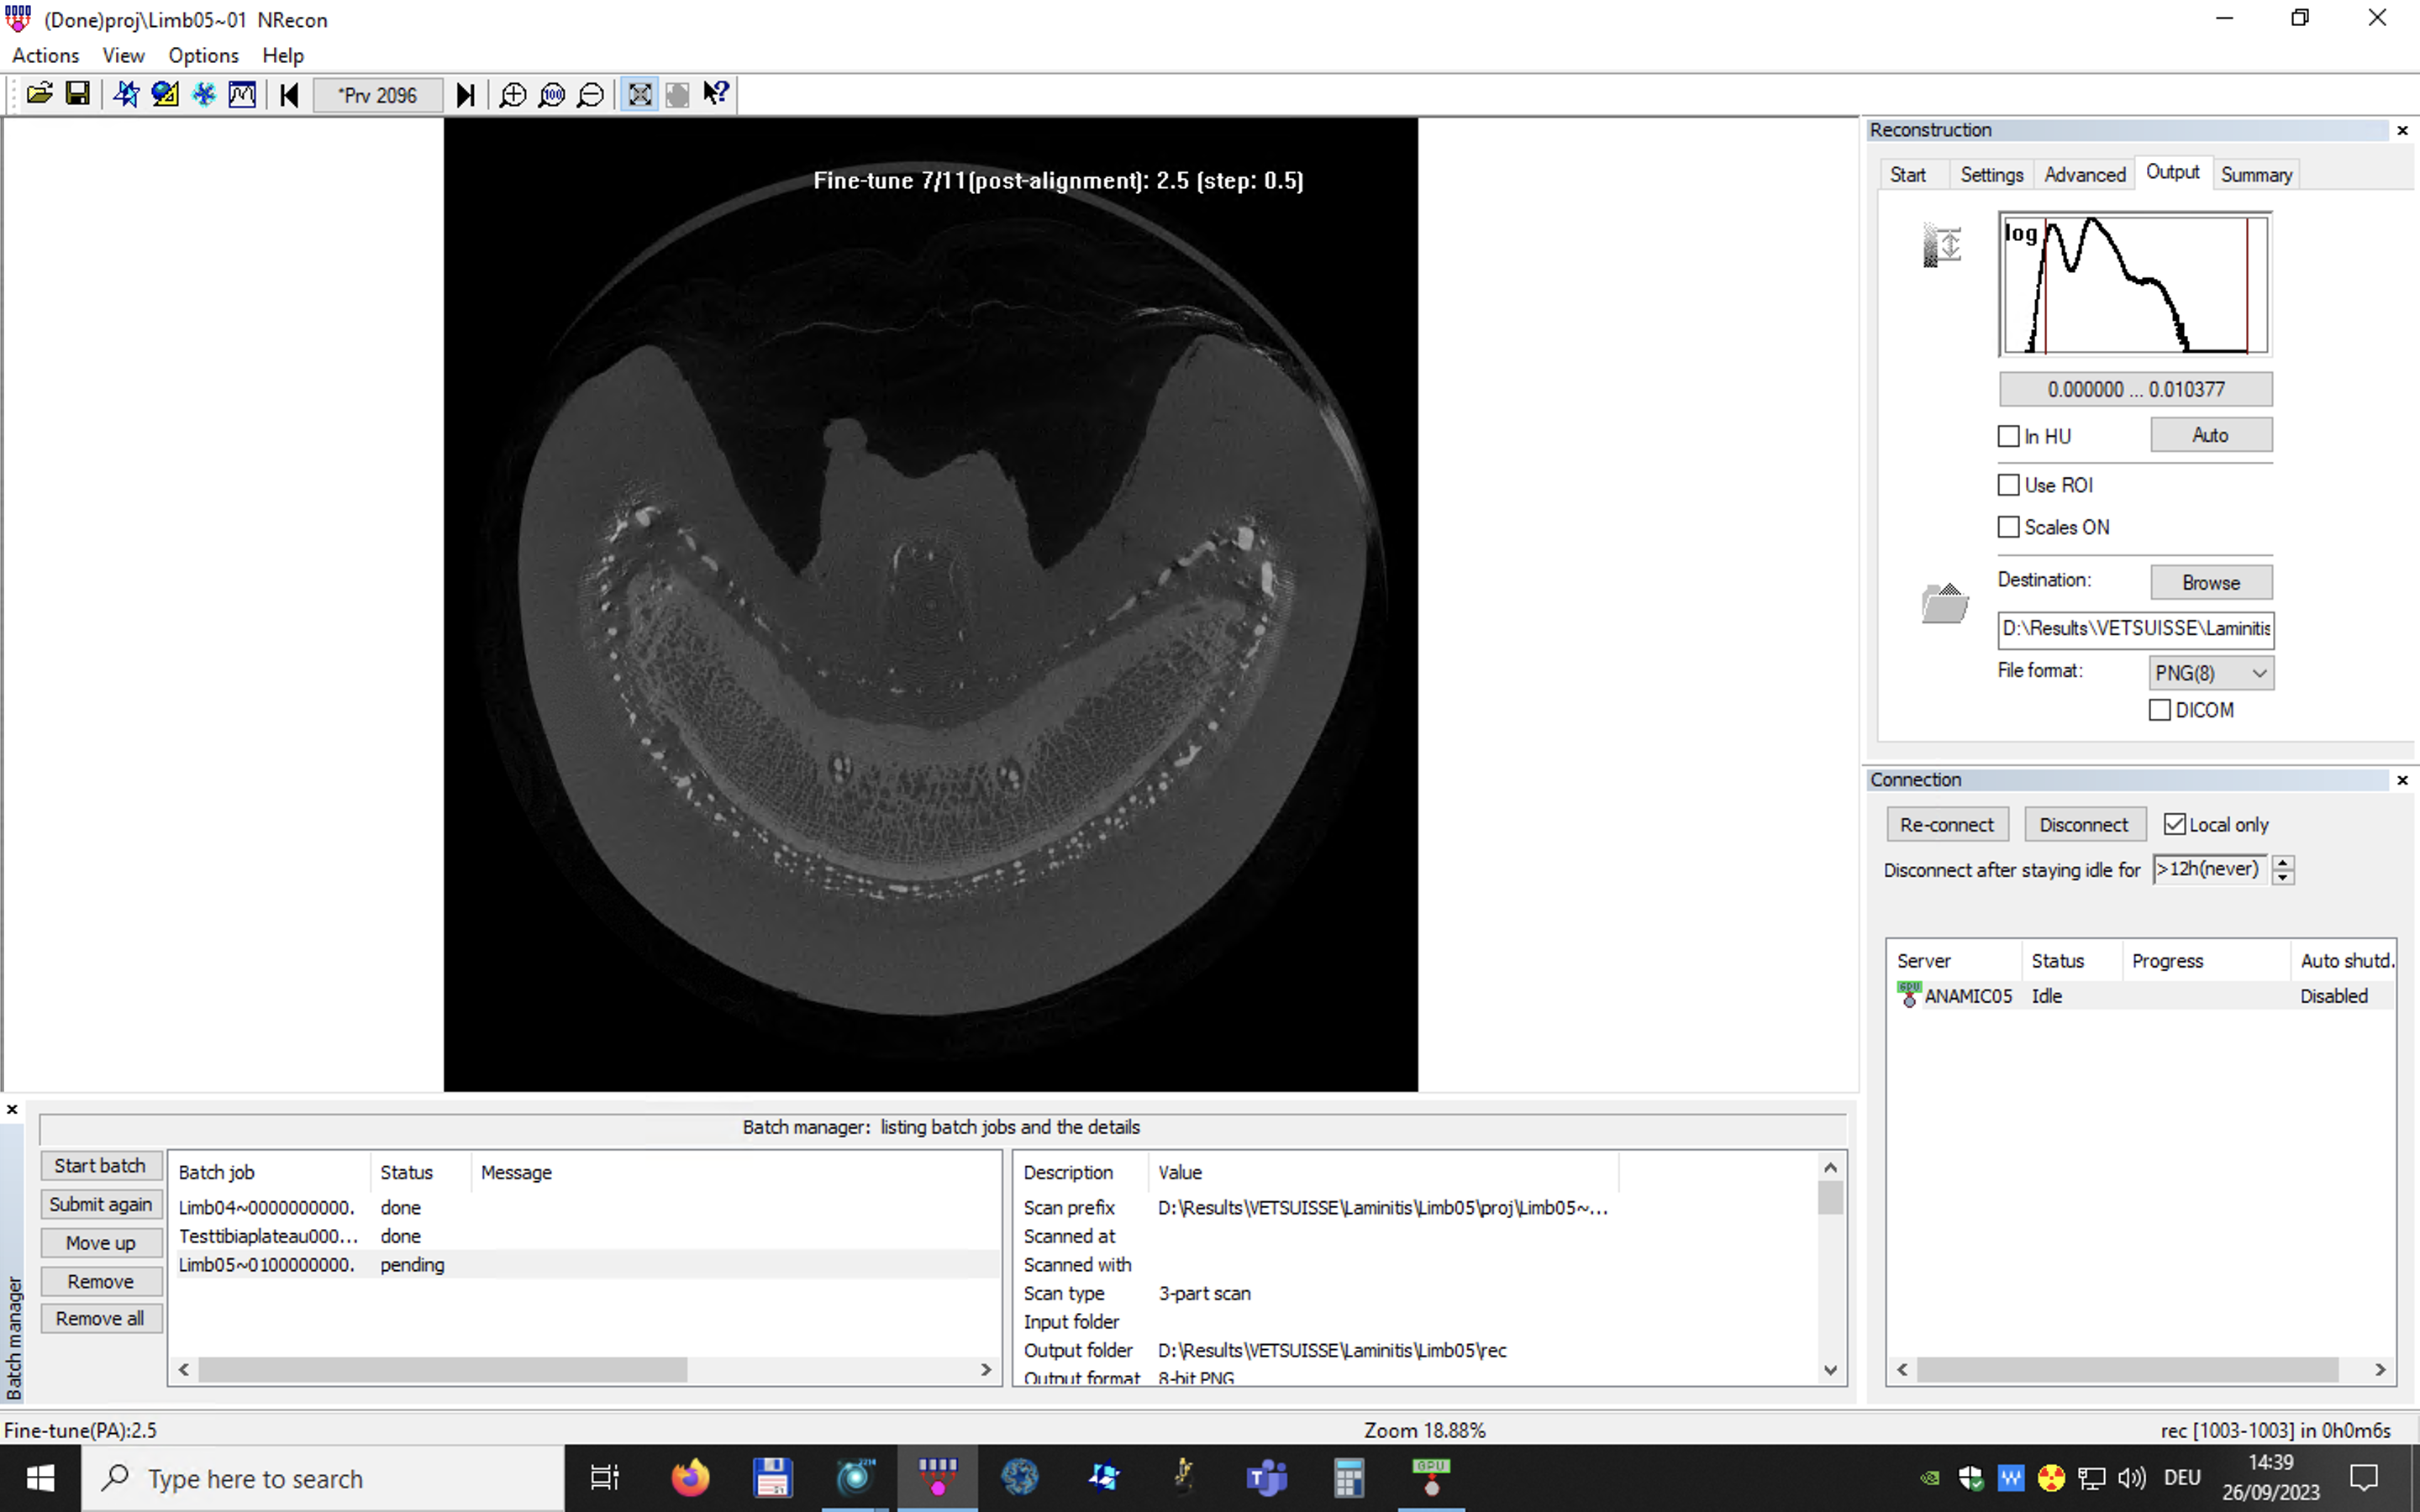 (Done)proj\Limb05~01 NRecon
Actions View Options Help
*Prv 2096
100
Fine-tune 7/11(post-alignment): 2.5 (step: 0.5)
Reconstruction
Start Settings Advanced Output Summary
log
0.000000 ... 0.010377
In HU Auto
Use ROI
Scales ON
Destination: Browse
D:\Results\VETSUISSE\Laminitis
File format: PNG(8)
DICOM
Connection
Re-connect Disconnect Local only
Disconnect after staying idle for >12h(never)
Server Status Progress Auto shutd.
GPU ANAMIC05 Idle Disabled
Batch manager
Batch manager: listing batch jobs and the details
Start batch
Submit again
Move up
Remove
Remove all
Batch job Status Message
Limb04~0000000000. done
Testtibiaplateau000... done
Limb05~0100000000. pending
Description Value
Scan prefix D:\Results\VETSUISSE\Laminitis\Limb05\proj\Limb05~...
Scanned at
Scanned with
Scan type 3-part scan
Input folder
Output folder D:\Results\VETSUISSE\Laminitis\Limb05\rec
Output format 8-bit PNG
Fine-tune(PA):2.5 Zoom 18.88% rec [1003-1003] in 0h0m6s
Type here to search
2214
GPU
DEU
14:39
26/09/2023